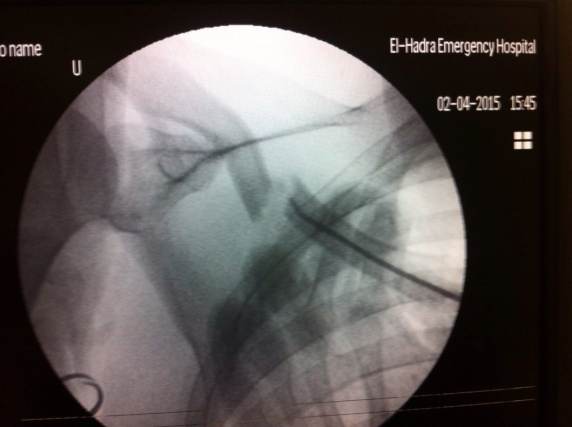 o name
El-Hadra Emergency Hospital
U
02-04-2015 15:45